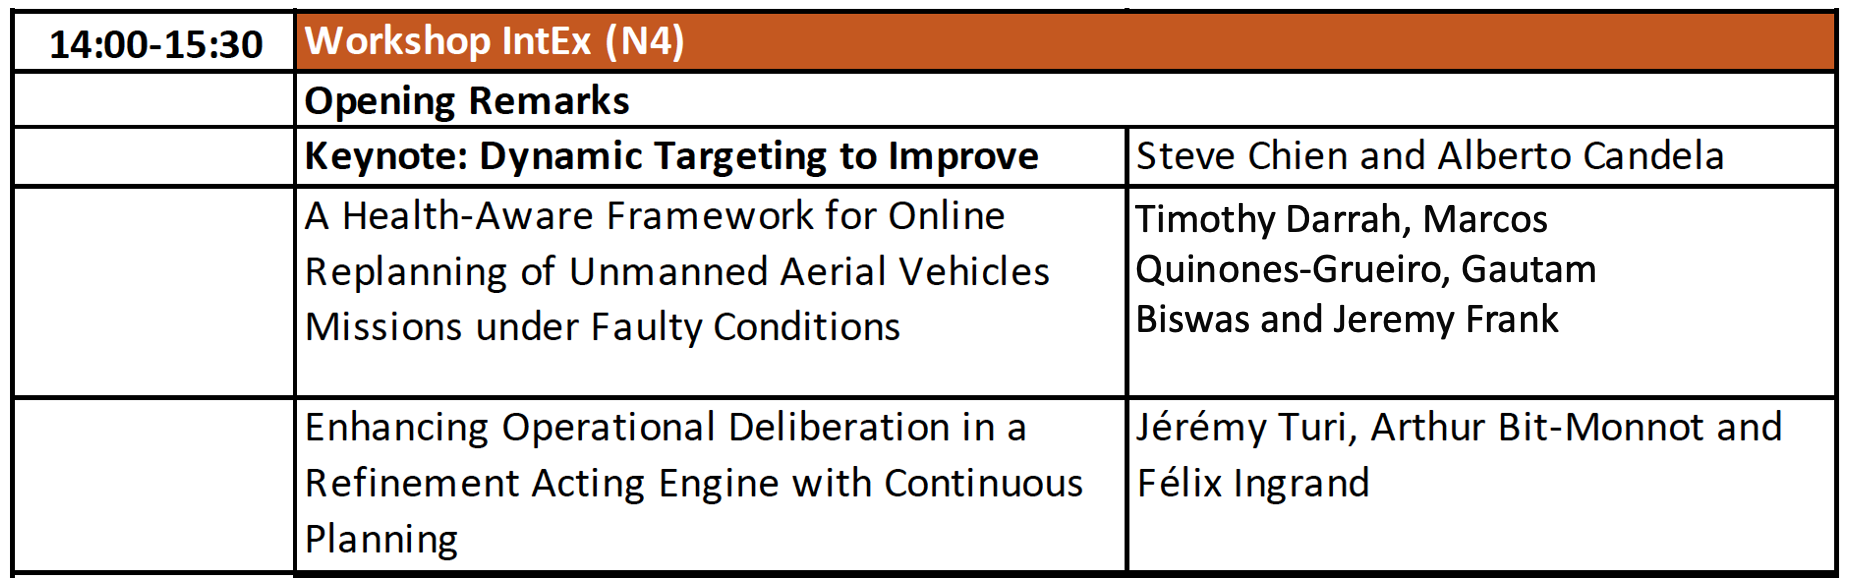 14:00-15:30 Workshop IntEx (N4)
Opening Remarks
Keynote: Dynamic Targeting to Improve Steve Chien and Alberto Candela
A Health-Aware Framework for Online
Replanning of Unmanned Aerial Vehicles
Missions under Faulty Conditions
Timothy Darrah, Marcos
Quinones-Grueiro, Gautam
Biswas and Jeremy Frank
Enhancing Operational Deliberation in a
Refinement Acting Engine with Continuous
Planning
Jérémy Turi, Arthur Bit-Monnot and
Félix Ingrand